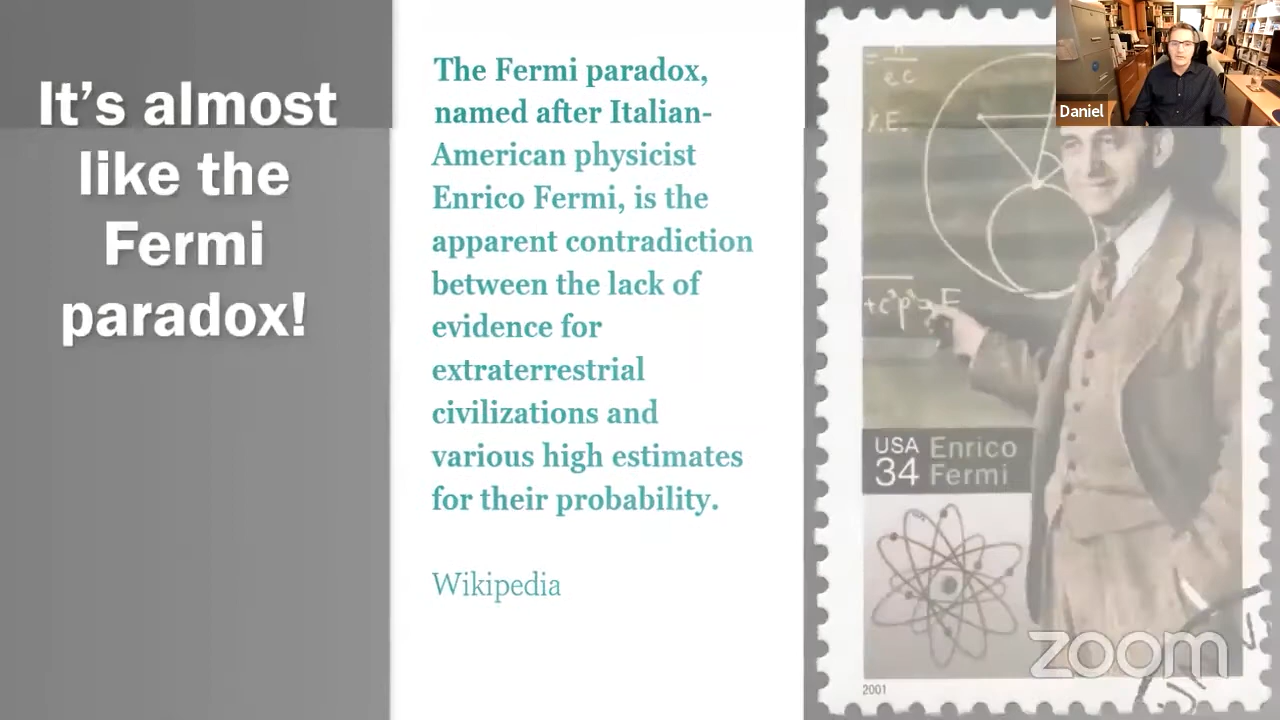 It's almost
like the
Fermi
paradox!
The Fermi paradox,
named after Italian-
American physicist
Enrico Fermi, is the
apparent contradiction
between the lack of
evidence for
extraterrestrial
civilizations and
various high estimates
for their probability.
Wikipedia
Daniel
USA
34
Enrico
Fermi
2001
zoom